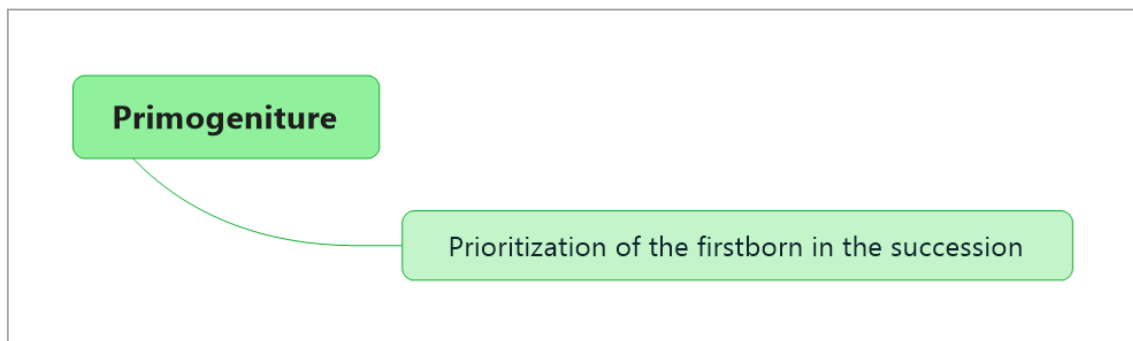 Primogeniture
Prioritization of the firstborn in the succession